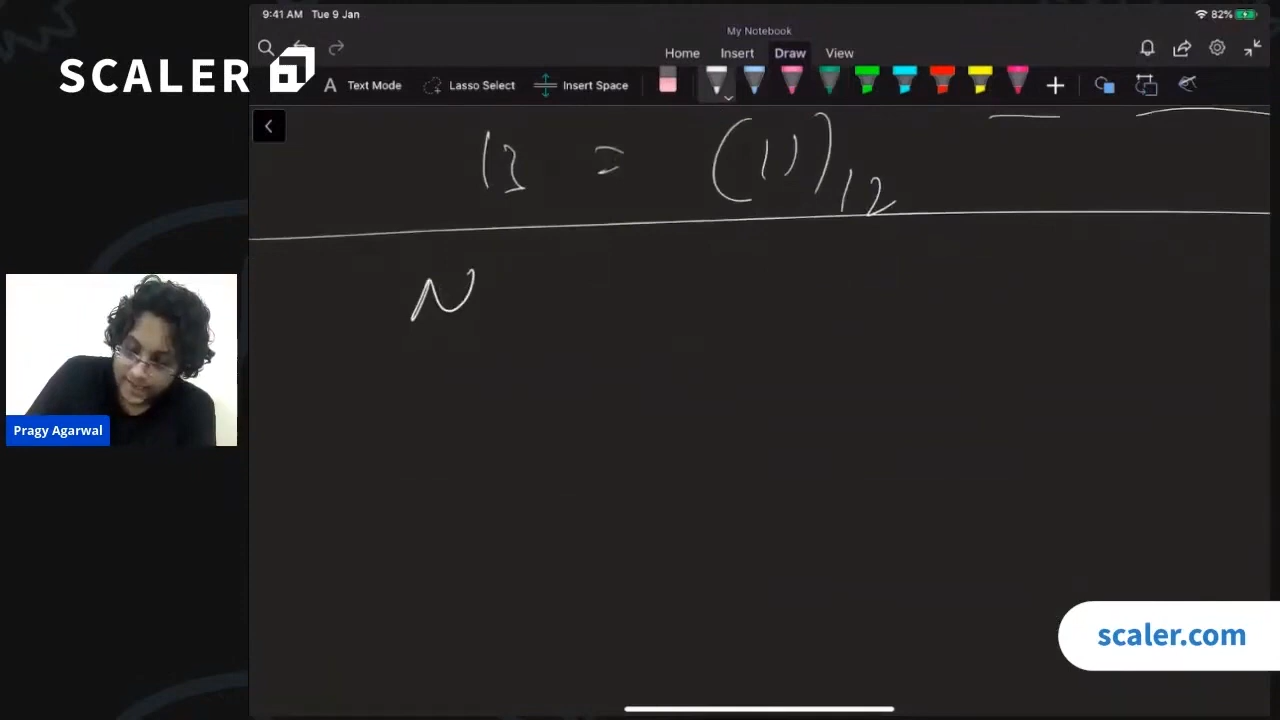 9:41 AM Tue 9 Jan
82%
My Notebook
Home Insert Draw View
SCALER
A Text Mode Lasso Select Insert Space
13 = (11)12
N
Pragy Agarwal
scaler.com